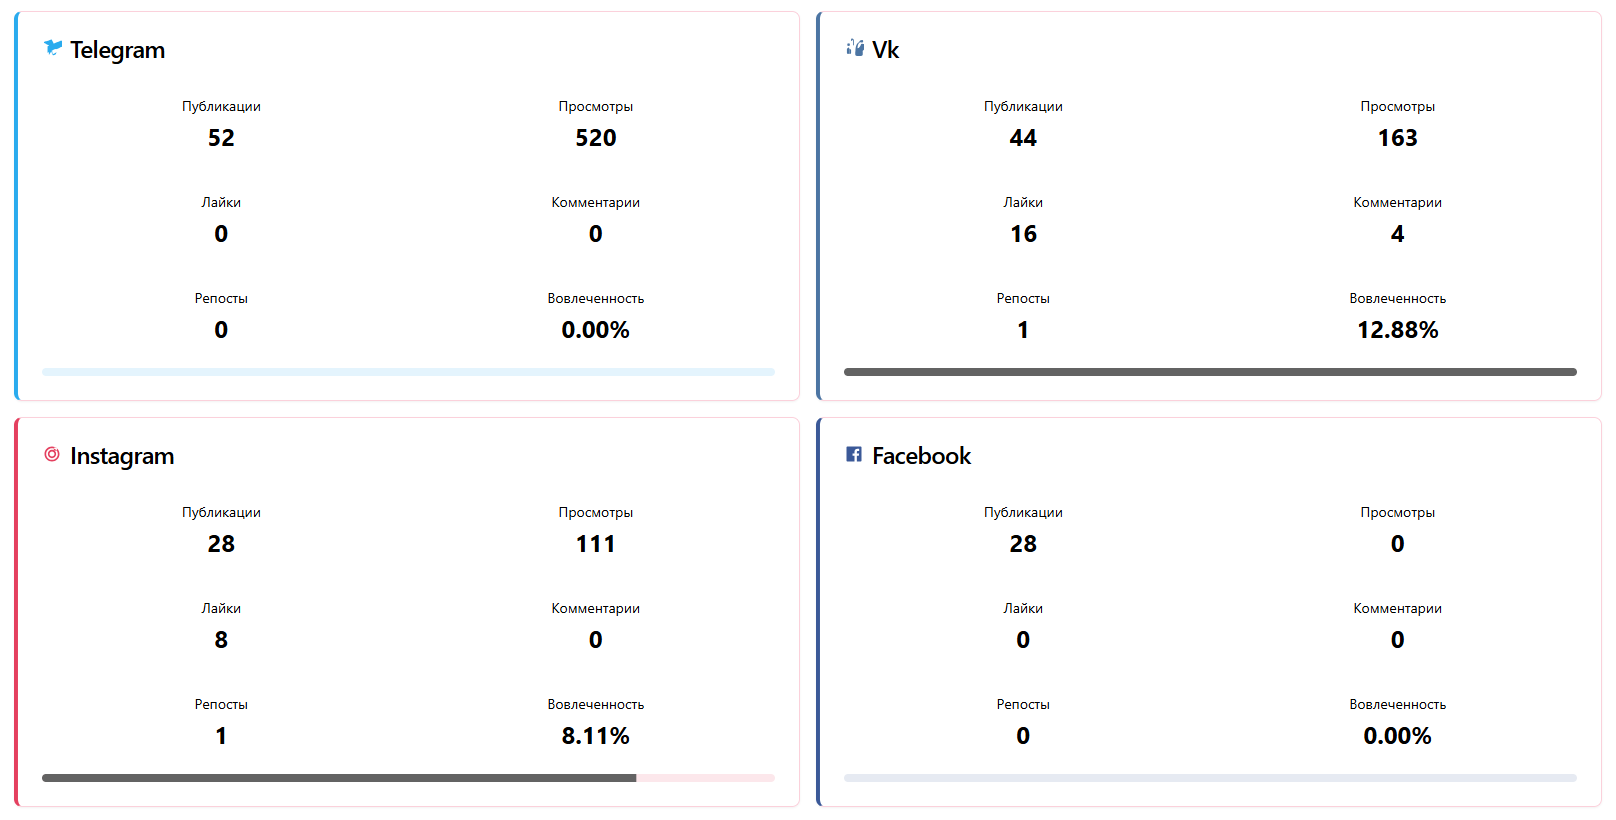 Telegram
Публикации
52
Просмотры
520
Лайки
0
Комментарии
0
Репосты
0
Вовлеченность
0.00%
Vk
Публикации
44
Просмотры
163
Лайки
16
Комментарии
4
Репосты
1
Вовлеченность
12.88%
Instagram
Публикации
28
Просмотры
111
Лайки
8
Комментарии
0
Репосты
1
Вовлеченность
8.11%
Facebook
Публикации
28
Просмотры
0
Лайки
0
Комментарии
0
Репосты
0
Вовлеченность
0.00%